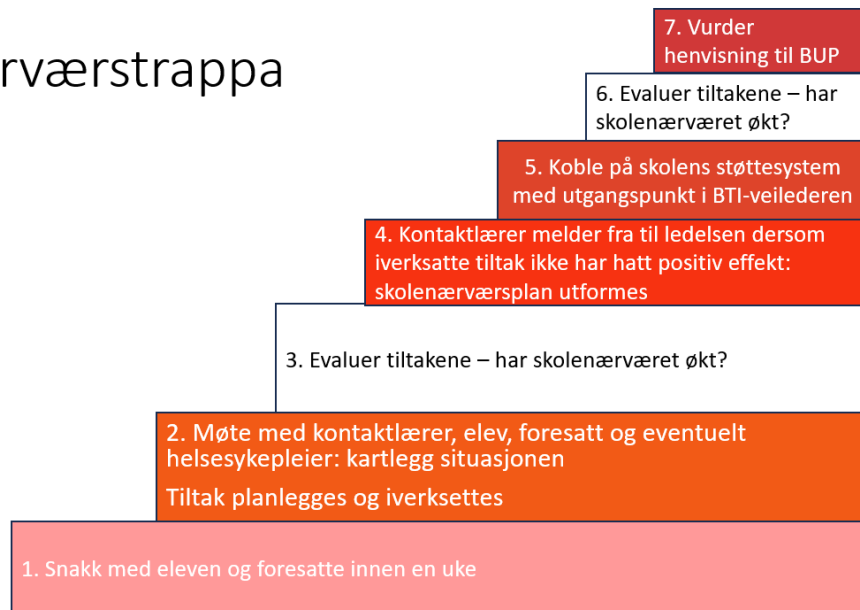 rværstrappa
7. Vurder
henvisning til BUP
6. Evaluer tiltakene – har
skolenærværet økt?
5. Koble på skolens støttesystem
med utgangspunkt i BTI-veilederen
4. Kontaktlærer melder fra til ledelsen dersom
iverksatte tiltak ikke har hatt positiv effekt:
skolenærværsplan utformes
3. Evaluer tiltakene – har skolenærværet økt?
2. Møte med kontaktlærer, elev, foresatt og eventuelt
helsesykepleier: kartlegg situasjonen
Tiltak planlegges og iverksettes
1. Snakk med eleven og foresatte innen en uke